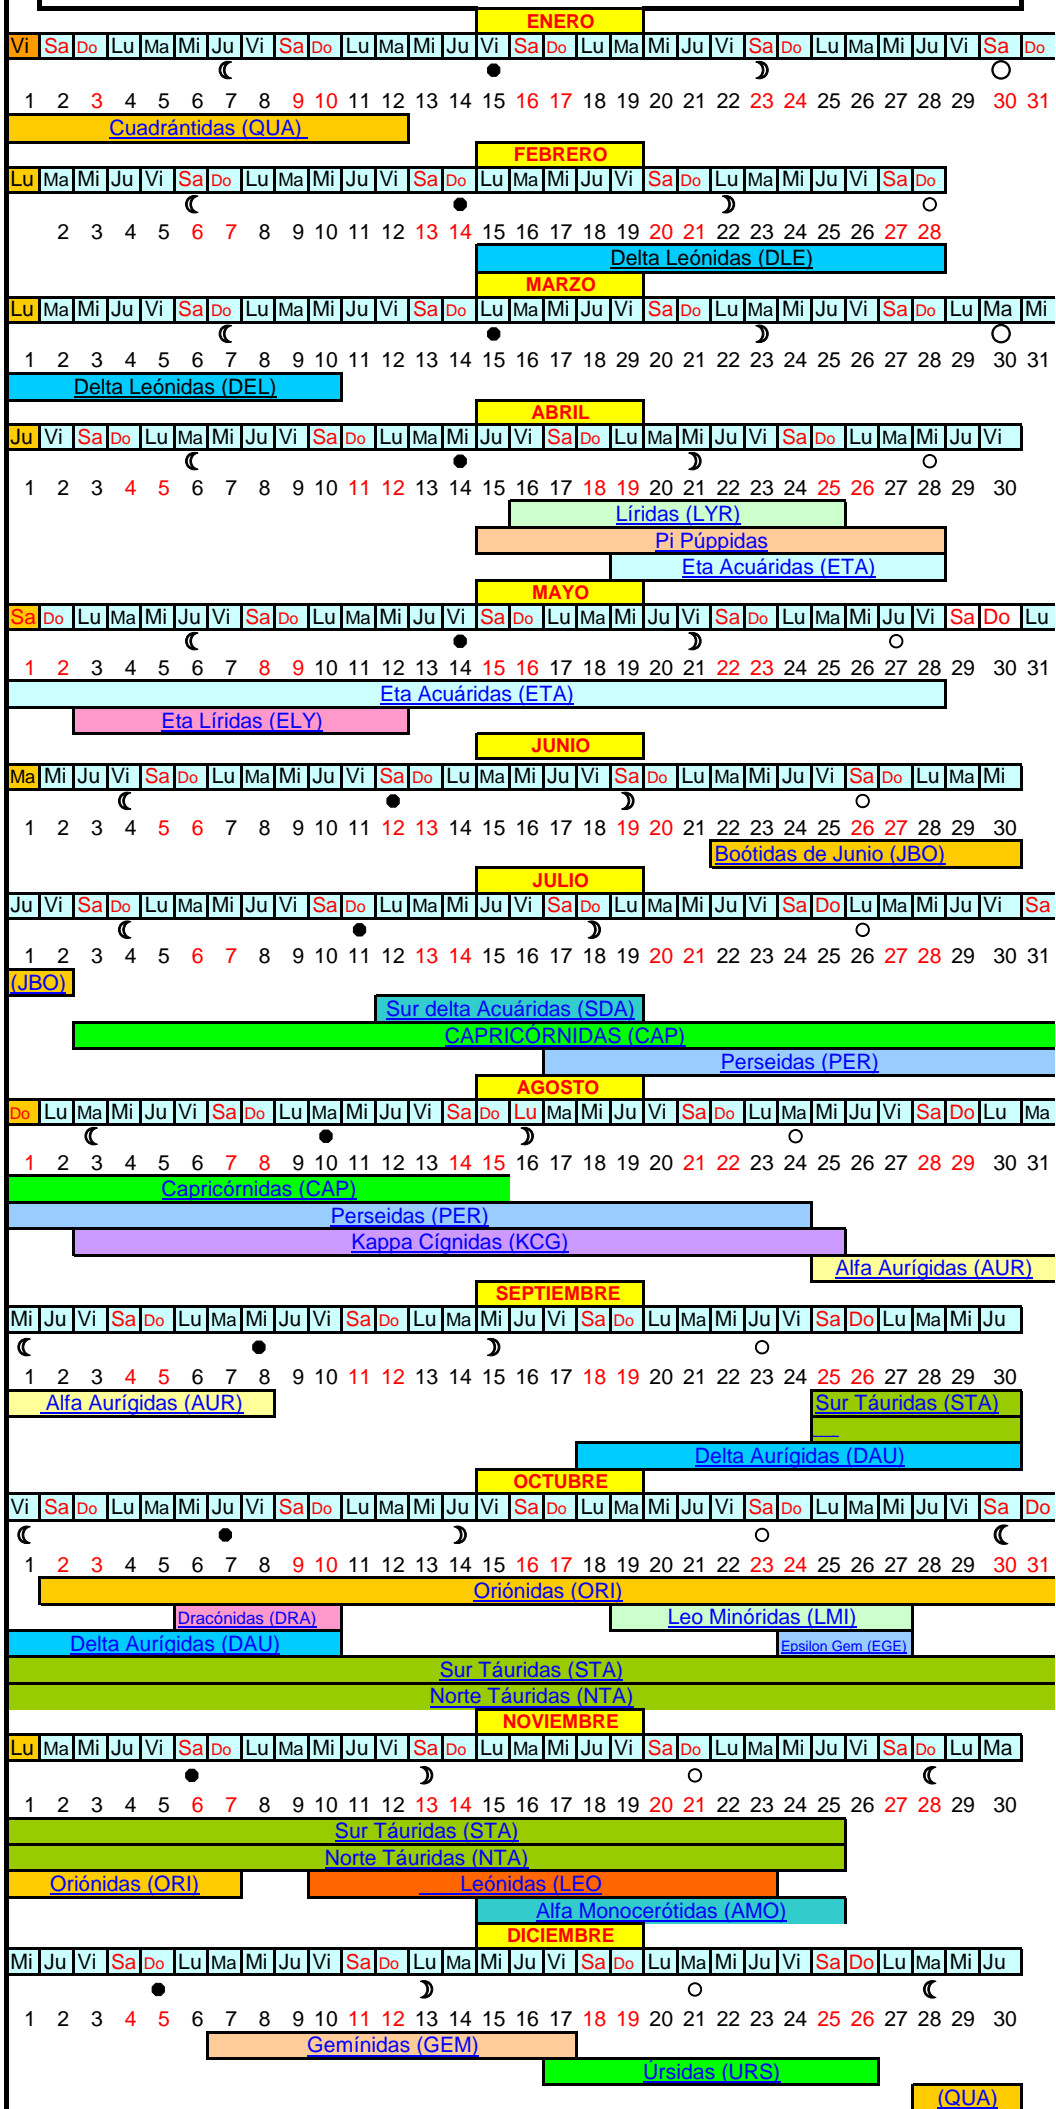 ENERO
Vi Sa Do Lu Ma Mi Ju Vi Sa Do Lu Ma Mi Ju Vi Sa Do Lu Ma Mi Ju Vi Sa Do Lu Ma Mi Ju Vi Sa Do
1 2 3 4 5 6 7 8 9 10 11 12 13 14 15 16 17 18 19 20 21 22 23 24 25 26 27 28 29 30 31
Cuadrántidas (QUA)
FEBRERO
Lu Ma Mi Ju Vi Sa Do Lu Ma Mi Ju Vi Sa Do Lu Ma Mi Ju Vi Sa Do Lu Ma Mi Ju Vi Sa Do
2 3 4 5 6 7 8 9 10 11 12 13 14 15 16 17 18 19 20 21 22 23 24 25 26 27 28
Delta Leónidas (DLE)
MARZO
Lu Ma Mi Ju Vi Sa Do Lu Ma Mi Ju Vi Sa Do Lu Ma Mi Ju Vi Sa Do Lu Ma Mi Ju Vi Sa Do Lu Ma Mi
1 2 3 4 5 6 7 8 9 10 11 12 13 14 15 16 17 18 29 20 21 22 23 24 25 26 27 28 29 30 31
Delta Leónidas (DEL)
ABRIL
Ju Vi Sa Do Lu Ma Mi Ju Vi Sa Do Lu Ma Mi Ju Vi Sa Do Lu Ma Mi Ju Vi Sa Do Lu Ma Mi Ju Vi
1 2 3 4 5 6 7 8 9 10 11 12 13 14 15 16 17 18 19 20 21 22 23 24 25 26 27 28 29 30
Líridas (LYR)
Pi Púppidas
Eta Acuáridas (ETA)
MAYO
Sa Do Lu Ma Mi Ju Vi Sa Do Lu Ma Mi Ju Vi Sa Do Lu Ma Mi Ju Vi Sa Do Lu Ma Mi Ju Vi Sa Do Lu
1 2 3 4 5 6 7 8 9 10 11 12 13 14 15 16 17 18 19 20 21 22 23 24 25 26 27 28 29 30 31
Eta Acuáridas (ETA)
Eta Líridas (ELY)
JUNIO
Ma Mi Ju Vi Sa Do Lu Ma Mi Ju Vi Sa Do Lu Ma Mi Ju Vi Sa Do Lu Ma Mi Ju Vi Sa Do Lu Ma Mi
1 2 3 4 5 6 7 8 9 10 11 12 13 14 15 16 17 18 19 20 21 22 23 24 25 26 27 28 29 30
Boótidas de Junio (JBO)
JULIO
Ju Vi Sa Do Lu Ma Mi Ju Vi Sa Do Lu Ma Mi Ju Vi Sa Do Lu Ma Mi Ju Vi Sa Do Lu Ma Mi Ju Vi Sa
1 2 3 4 5 6 7 8 9 10 11 12 13 14 15 16 17 18 19 20 21 22 23 24 25 26 27 28 29 30 31
(JBO)
Sur delta Acuáridas (SDA)
CAPRICÓRNIDAS (CAP)
Perseidas (PER)
AGOSTO
Do Lu Ma Mi Ju Vi Sa Do Lu Ma Mi Ju Vi Sa Do Lu Ma Mi Ju Vi Sa Do Lu Ma Mi Ju Vi Sa Do Lu Ma
1 2 3 4 5 6 7 8 9 10 11 12 13 14 15 16 17 18 19 20 21 22 23 24 25 26 27 28 29 30 31
Capricórnidas (CAP)
Perseidas (PER)
Kappa Cígnidas (KCG)
Alfa Aurígidas (AUR)
SEPTIEMBRE
Mi Ju Vi Sa Do Lu Ma Mi Ju Vi Sa Do Lu Ma Mi Ju Vi Sa Do Lu Ma Mi Ju Vi Sa Do Lu Ma Mi Ju
1 2 3 4 5 6 7 8 9 10 11 12 13 14 15 16 17 18 19 20 21 22 23 24 25 26 27 28 29 30
Alfa Aurígidas (AUR) Sur Táuridas (STA)
Delta Aurígidas (DAU)
OCTUBRE
Vi Sa Do Lu Ma Mi Ju Vi Sa Do Lu Ma Mi Ju Vi Sa Do Lu Ma Mi Ju Vi Sa Do Lu Ma Mi Ju Vi Sa Do
1 2 3 4 5 6 7 8 9 10 11 12 13 14 15 16 17 18 19 20 21 22 23 24 25 26 27 28 29 30 31
Oriónidas (ORI)
Dracónidas (DRA) Leo Minóridas (LMI)
Delta Aurígidas (DAU) Epsilon Gem (EGE)
Sur Táuridas (STA)
Norte Táuridas (NTA)
NOVIEMBRE
Lu Ma Mi Ju Vi Sa Do Lu Ma Mi Ju Vi Sa Do Lu Ma Mi Ju Vi Sa Do Lu Ma Mi Ju Vi Sa Do Lu Ma
1 2 3 4 5 6 7 8 9 10 11 12 13 14 15 16 17 18 19 20 21 22 23 24 25 26 27 28 29 30
Sur Táuridas (STA)
Norte Táuridas (NTA)
Oriónidas (ORI) Leónidas (LEO
Alfa Monocerótidas (AMO)
DICIEMBRE
Mi Ju Vi Sa Do Lu Ma Mi Ju Vi Sa Do Lu Ma Mi Ju Vi Sa Do Lu Ma Mi Ju Vi Sa Do Lu Ma Mi Ju
1 2 3 4 5 6 7 8 9 10 11 12 13 14 15 16 17 18 19 20 21 22 23 24 25 26 27 28 29 30
Gemínidas (GEM)
Úrsidas (URS)
(QUA)